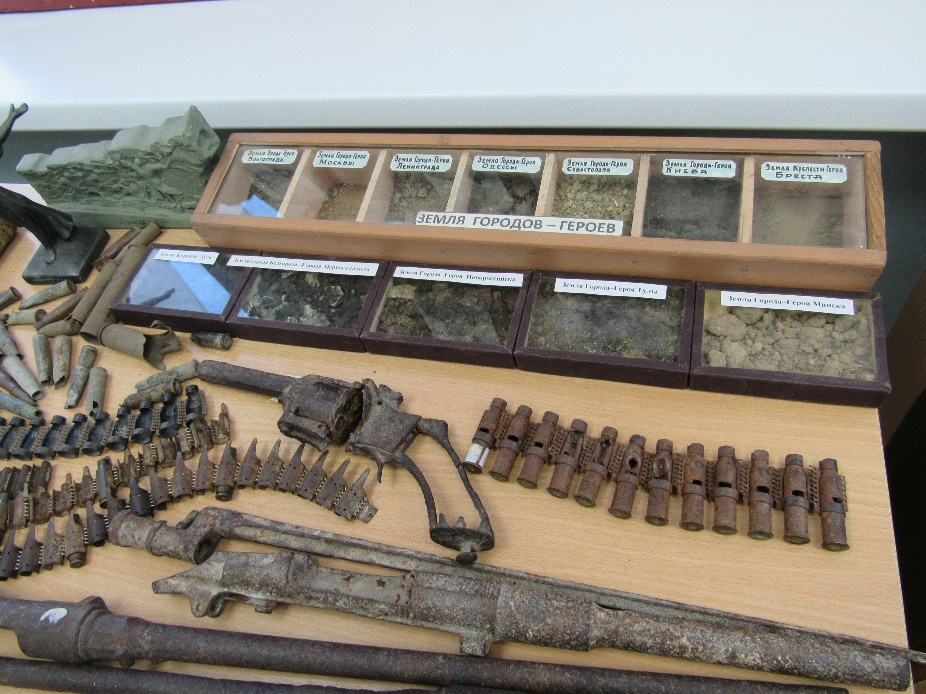 Земля Города-Героя
Волгограда
Земля Города-Героя
Москвы
Земля Города-Героя
Ленинграда
Земля Города-Героя
Одессы
Земля Города-Героя
Севастополя
Земля Города-Героя
Киева
Земля Крепости-Героя
Бреста
ЗЕМЛЯ ГОРОДОВ – ГЕРОЕВ
Земля Города-Героя Новороссийска
Земля Города-Героя Тула
Земля Города-Героя Минска